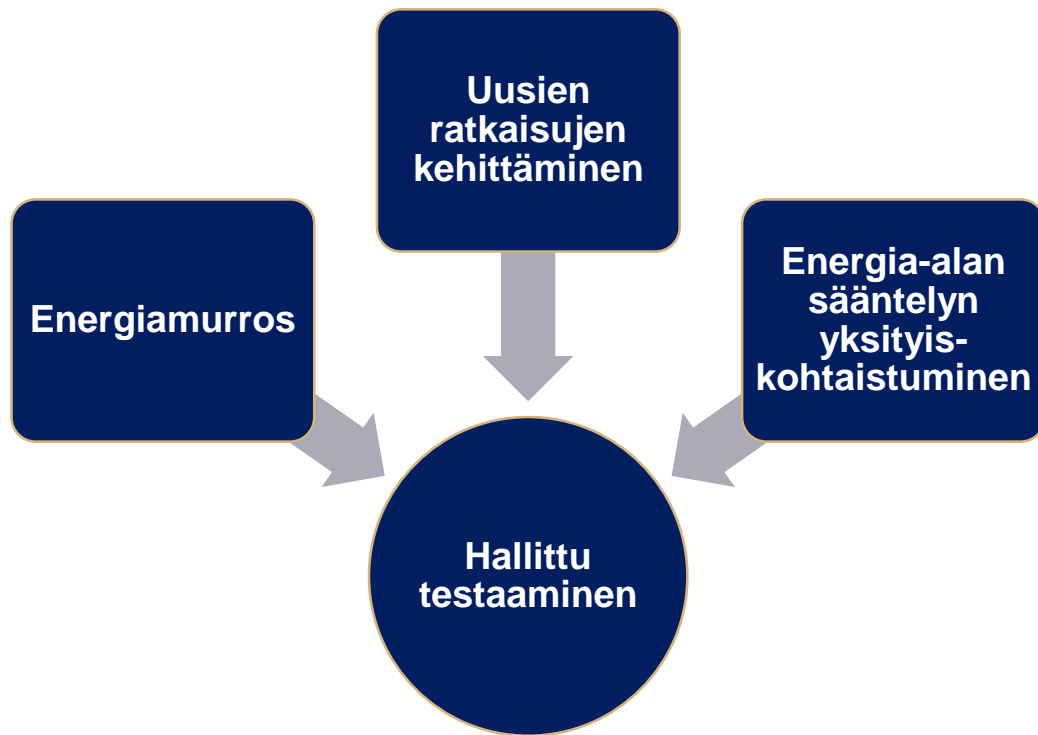 Uusien
ratkaisujen
kehittäminen
Energiamurros
Energia-alan
sääntelyn
yksityis-
kohtaistuminen
Hallittu
testaaminen